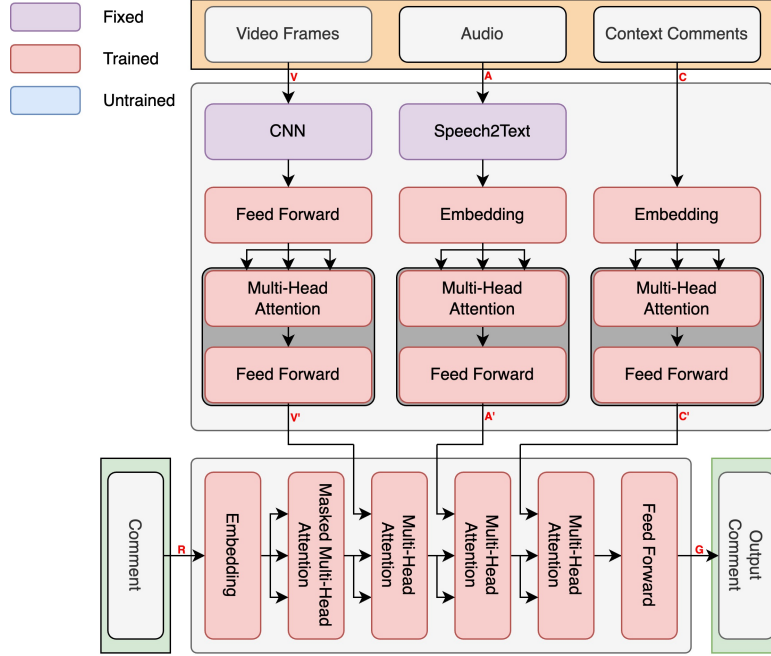 Fixed
Trained
Untrained
Video Frames
Audio
Context Comments
V
A
C
CNN
Speech2Text
Feed Forward
Embedding
Embedding
Multi-Head
Attention
Multi-Head
Attention
Multi-Head
Attention
Feed Forward
Feed Forward
Feed Forward
V'
A'
C'
Comment
R
Embedding
Masked Multi-Head
Attention
Multi-Head
Attention
Multi-Head
Attention
Multi-Head
Attention
Feed Forward
G
Output
Comment